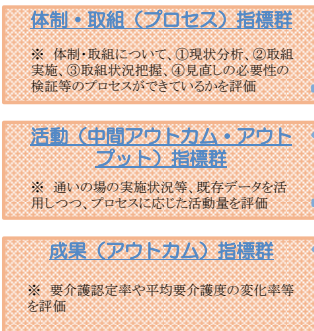 体制・取組（プロセス）指標群
※ 体制・取組について、①現状分析、②取組
実施、③取組状況把握、④見直しの必要性の
検証等のプロセスができているかを評価
活動（中間アウトカム・アウト
プット）指標群
※ 通いの場の実施状況等、既存データを活
用しつつ、プロセスに応じた活動量を評価
成果（アウトカム）指標群
※ 要介護認定率や平均要介護度の変化率等
を評価